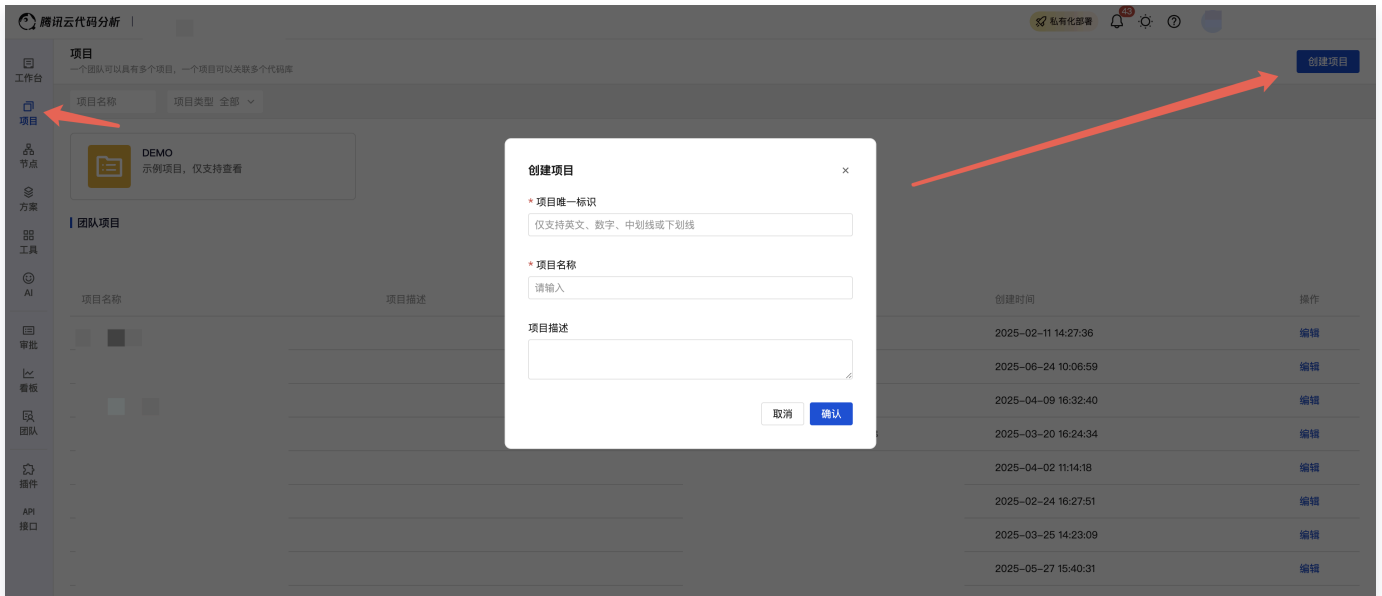 腾讯云代码分析
私有化部署
43
工作台
项目
节点
方案
工具
AI
审批
看板
团队
插件
API
接口
项目
一个团队可以具有多个项目、一个项目可以关联多个代码库
创建项目
项目名称
项目类型 全部
DEMO
示例项目，仅支持查看
团队项目
项目名称 项目描述 创建时间 操作
2025-02-11 14:27:36 编辑
2025-06-24 10:06:59 编辑
2025-04-09 16:32:40 编辑
2025-03-20 16:24:34 编辑
2025-04-02 11:14:18 编辑
2025-02-24 16:27:51 编辑
2025-03-25 14:23:09 编辑
2025-05-27 15:40:31 编辑
创建项目
* 项目唯一标识
仅支持英文、数字、中划线或下划线
* 项目名称
请输入
项目描述
取消 确认